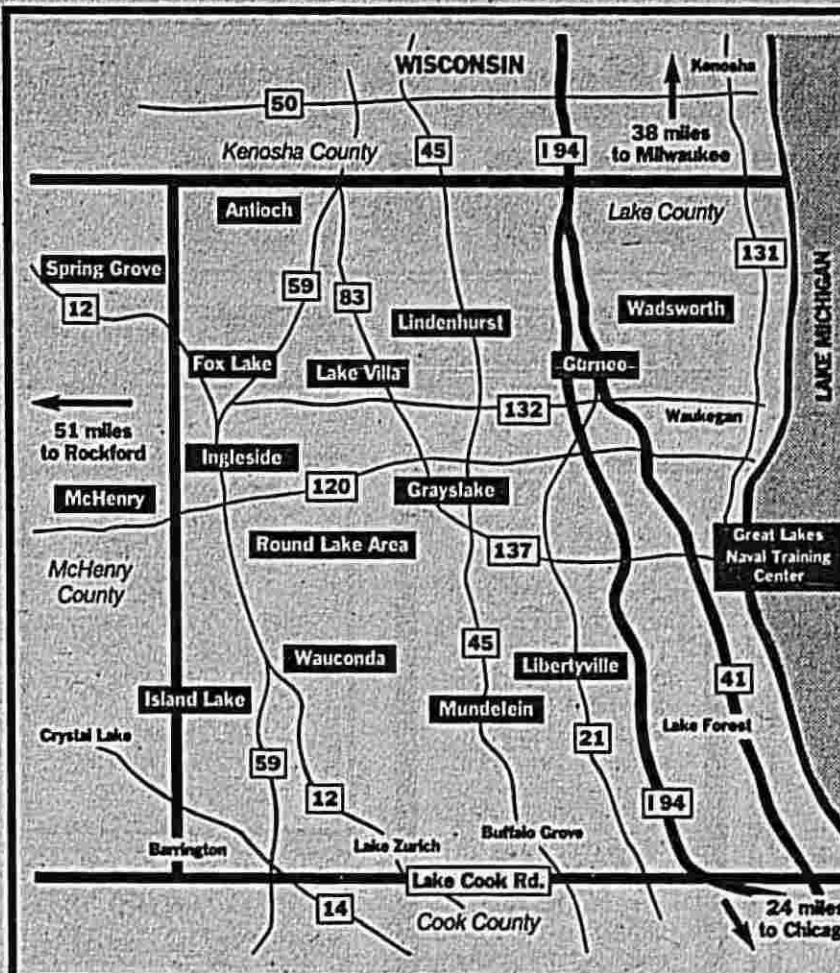 WISCONSIN
Kenosha
50
Kenosha County
45
I 94
38 miles
to Milwaukee
Antioch
Lake County
Spring Grove
59
83
131
12
Lindenhurst
Wadsworth
LAKE MICHIGAN
Fox Lake
Lake Villa
Gurnee
51 miles
to Rockford
132
Waukegan
Ingleside
McHenry
120
Grayslake
Round Lake Area
137
Great Lakes
Naval Training
Center
McHenry
County
Wauconda
45
Libertyville
41
Island Lake
Mundelein
Crystal Lake
21
Lake Forest
59
12
I 94
Barrington
Lake Zurich
Buffalo Grove
Lake Cook Rd.
14
Cook County
24 miles
to Chicag